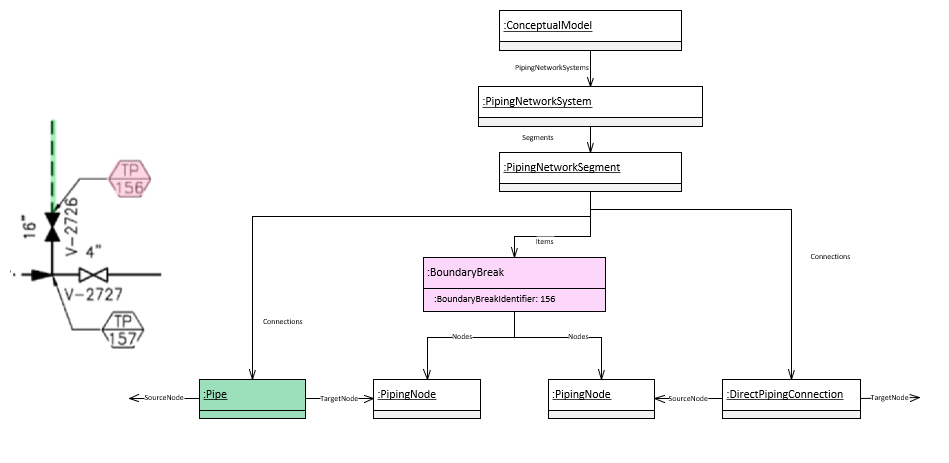 :ConceptualModel
PipingNetworkSystems
:PipingNetworkSystem
Segments
:PipingNetworkSegment
TP
156
16"
V-2726
4"
V-2727
TP
157
Items
Connections
:BoundaryBreak
:BoundaryBreakIdentifier: 156
Connections
Nodes
Nodes
SourceNode
:Pipe
TargetNode
:PipingNode
:PipingNode
SourceNode
:DirectPipingConnection
TargetNode